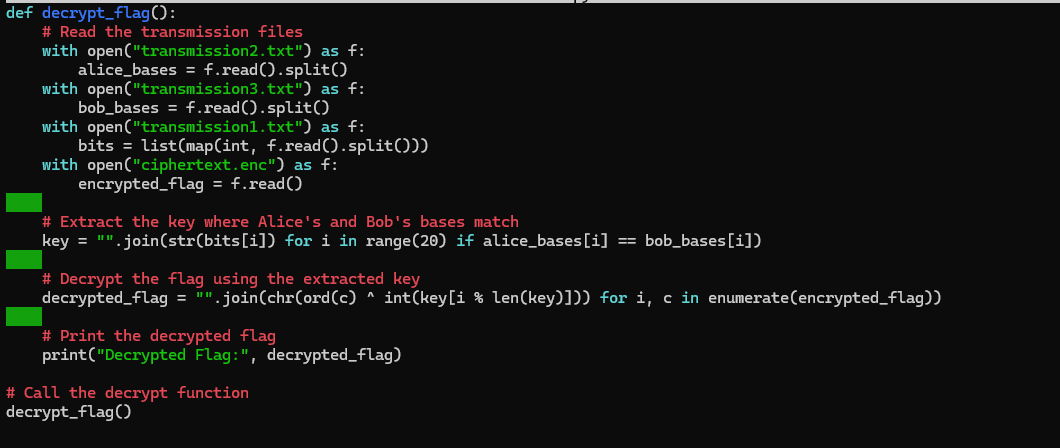 def decrypt_flag():
    # Read the transmission files
    with open("transmission2.txt") as f:
        alice_bases = f.read().split()
    with open("transmission3.txt") as f:
        bob_bases = f.read().split()
    with open("transmission1.txt") as f:
        bits = list(map(int, f.read().split()))
    with open("ciphertext.enc") as f:
        encrypted_flag = f.read()
    # Extract the key where Alice's and Bob's bases match
    key = "".join(str(bits[i]) for i in range(20) if alice_bases[i] == bob_bases[i])
    # Decrypt the flag using the extracted key
    decrypted_flag = "".join(chr(ord(c) ^ int(key[i % len(key)])) for i, c in enumerate(encrypted_flag))
    # Print the decrypted flag
    print("Decrypted Flag:", decrypted_flag)
# Call the decrypt function
decrypt_flag()